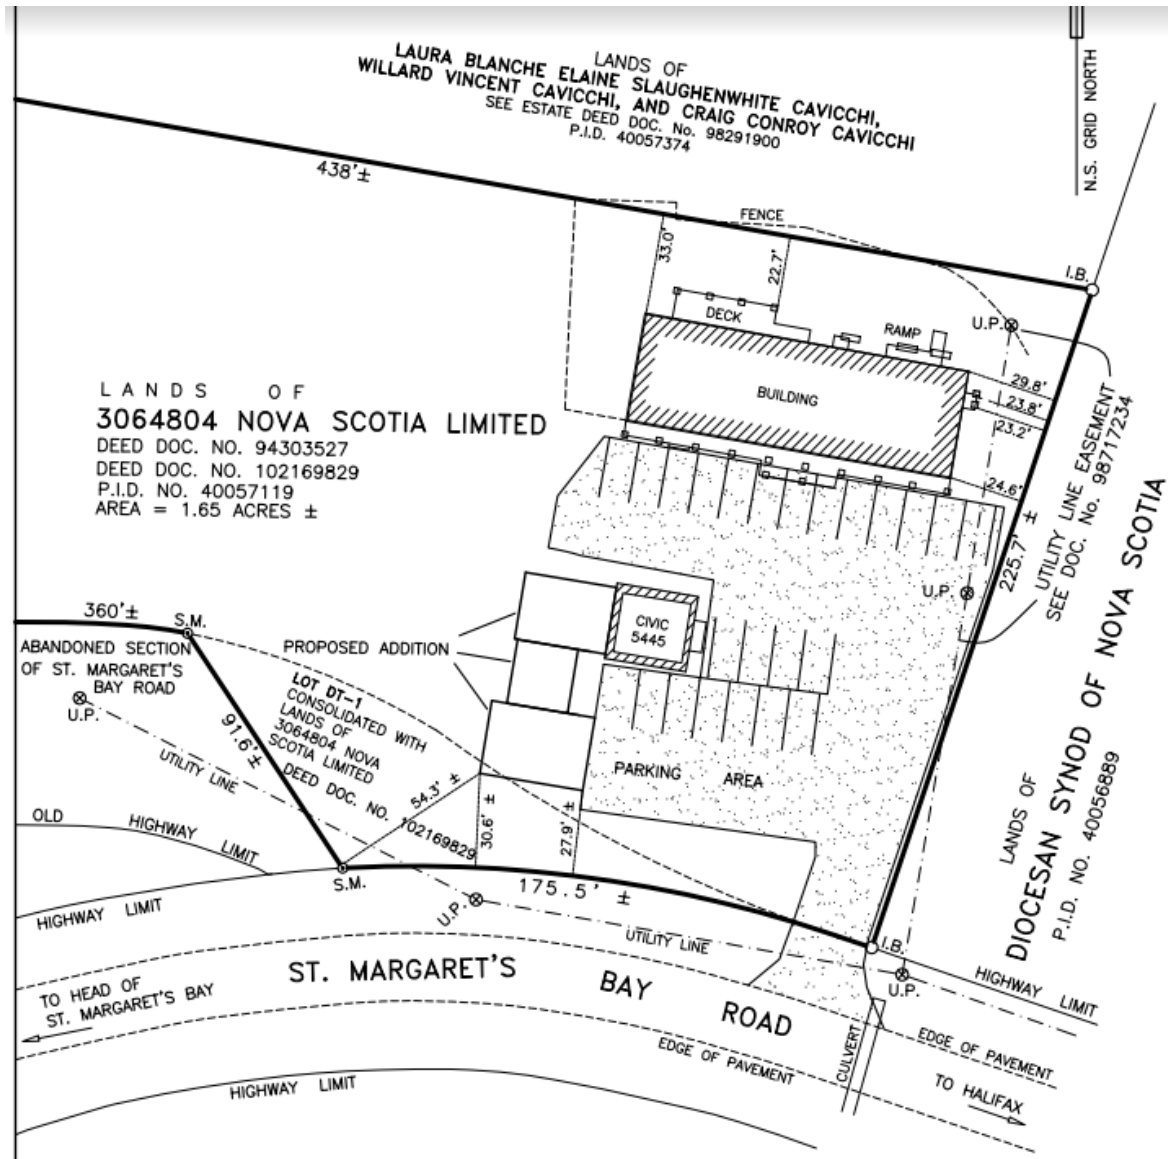 LANDS OF
LAURA BLANCHE ELAINE SLAUGHENWHITE CAVICCHI,
WILLARD VINCENT CAVICCHI, AND CRAIG CONROY CAVICCHI
SEE ESTATE DEED DOC. No. 98291900
P.I.D. 40057374
N.S. GRID NORTH
438'±
FENCE
33.0'
22.7'
I.B.
U.P.
DECK
RAMP
BUILDING
29.8'
23.8'
23.2'
24.6'
LANDS OF
3064804 NOVA SCOTIA LIMITED
DEED DOC. NO. 94303527
DEED DOC. NO. 102169829
P.I.D. NO. 40057119
AREA = 1.65 ACRES ±
UTILITY LINE EASEMENT
SEE DOC. No. 98717234
225.7' ±
U.P.
LANDS OF
DIOCESAN SYNOD OF NOVA SCOTIA
P.I.D. NO. 40056889
360'±
S.M.
ABANDONED SECTION
OF ST. MARGARET'S
BAY ROAD
U.P.
PROPOSED ADDITION
CIVIC
5445
LOT DT-1
CONSOLIDATED WITH
LANDS OF
3064804 NOVA
SCOTIA LIMITED
DEED DOC. NO. 102169829
91.6'±
UTILITY LINE
54.3' ±
30.6' ±
27.9' ±
PARKING AREA
OLD HIGHWAY LIMIT
S.M.
175.5' ±
U.P.
HIGHWAY LIMIT
UTILITY LINE
I.B.
U.P.
HIGHWAY LIMIT
ST. MARGARET'S BAY ROAD
TO HEAD OF
ST. MARGARET'S BAY
EDGE OF PAVEMENT
EDGE OF PAVEMENT
CULVERT
TO HALIFAX
HIGHWAY LIMIT